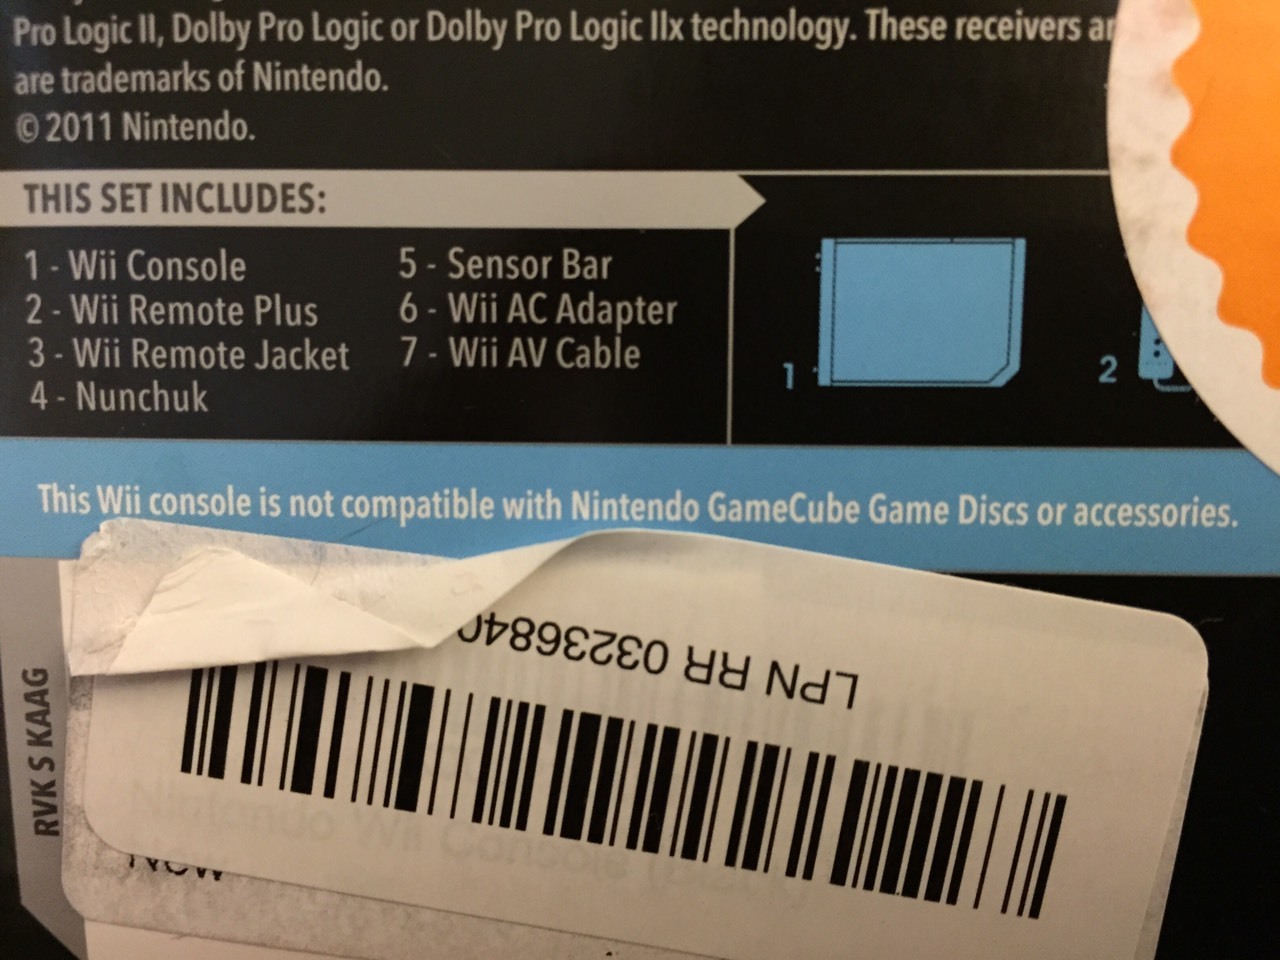 Pro Logic II, Dolby Pro Logic or Dolby Pro Logic IIx technology. These receivers
are trademarks of Nintendo.
© 2011 Nintendo.
THIS SET INCLUDES:
1 - Wii Console
2 - Wii Remote Plus
3 - Wii Remote Jacket
4 - Nunchuk
5 - Sensor Bar
6 - Wii AC Adapter
7 - Wii AV Cable
1
2
This Wii console is not compatible with Nintendo GameCube Game Discs or accessories.
RVK S KAAG
LPN RR 03236840
Nintendo Wii Console